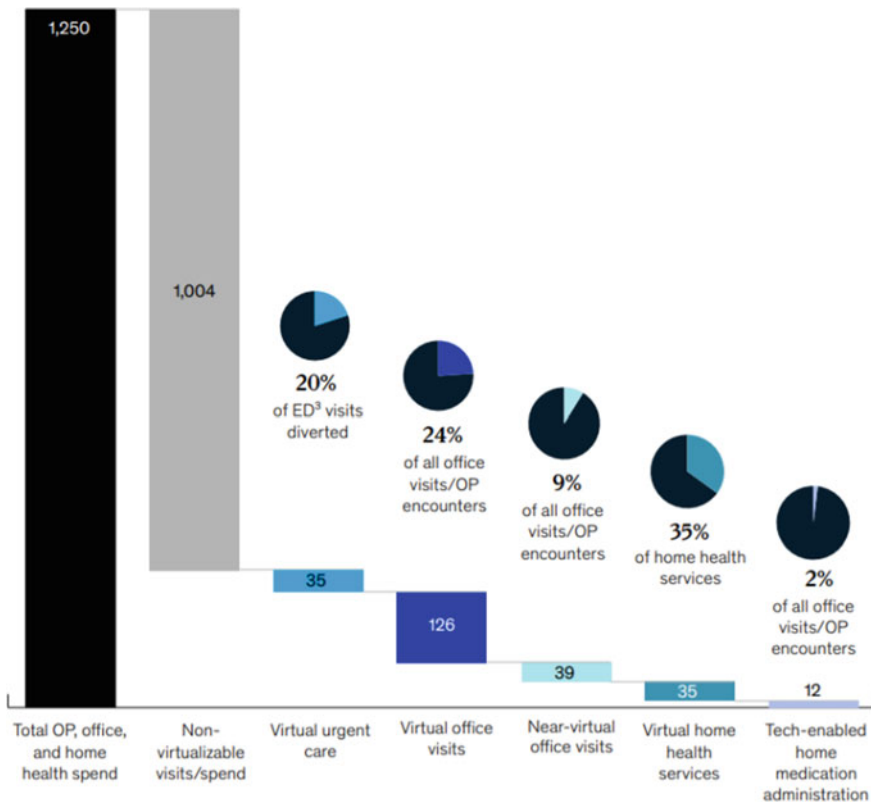 1,250
1,004
20%
of ED³ visits
diverted
24%
of all office
visits/OP
encounters
9%
of all office
visits/OP
encounters
35%
of home health
services
2%
of all office
visits/OP
encounters
35
126
39
35
12
Total OP, office,
and home
health spend
Non-
virtualizable
visits/spend
Virtual urgent
care
Virtual office
visits
Near-virtual
office visits
Virtual home
health
services
Tech-enabled
home
medication
administration